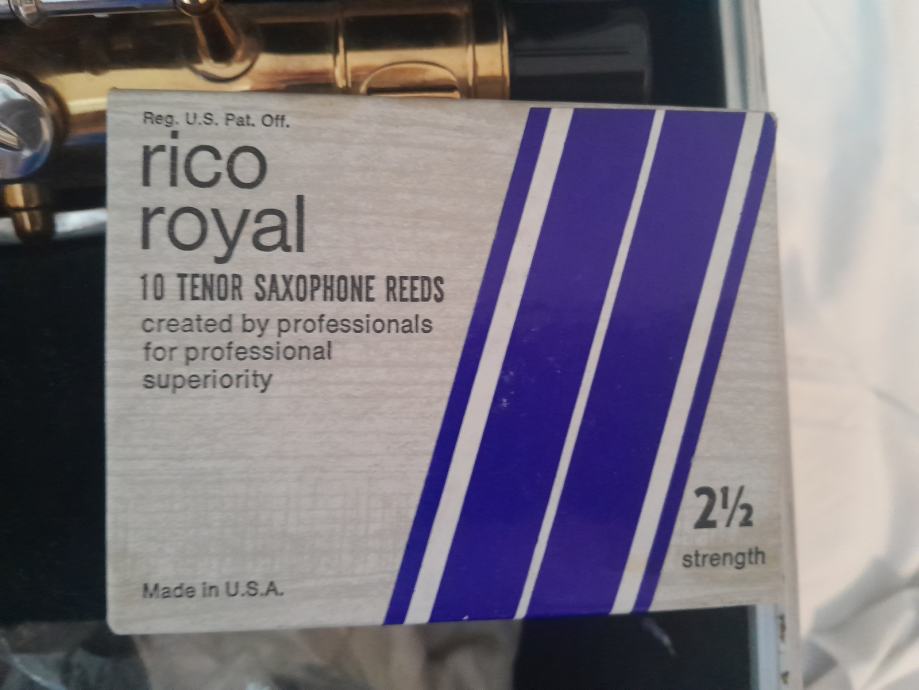 Reg. U.S. Pat. Off.
rico
royal
10 TENOR SAXOPHONE REEDS
created by professionals
for professional
superiority
2½
strength
Made in U.S.A.